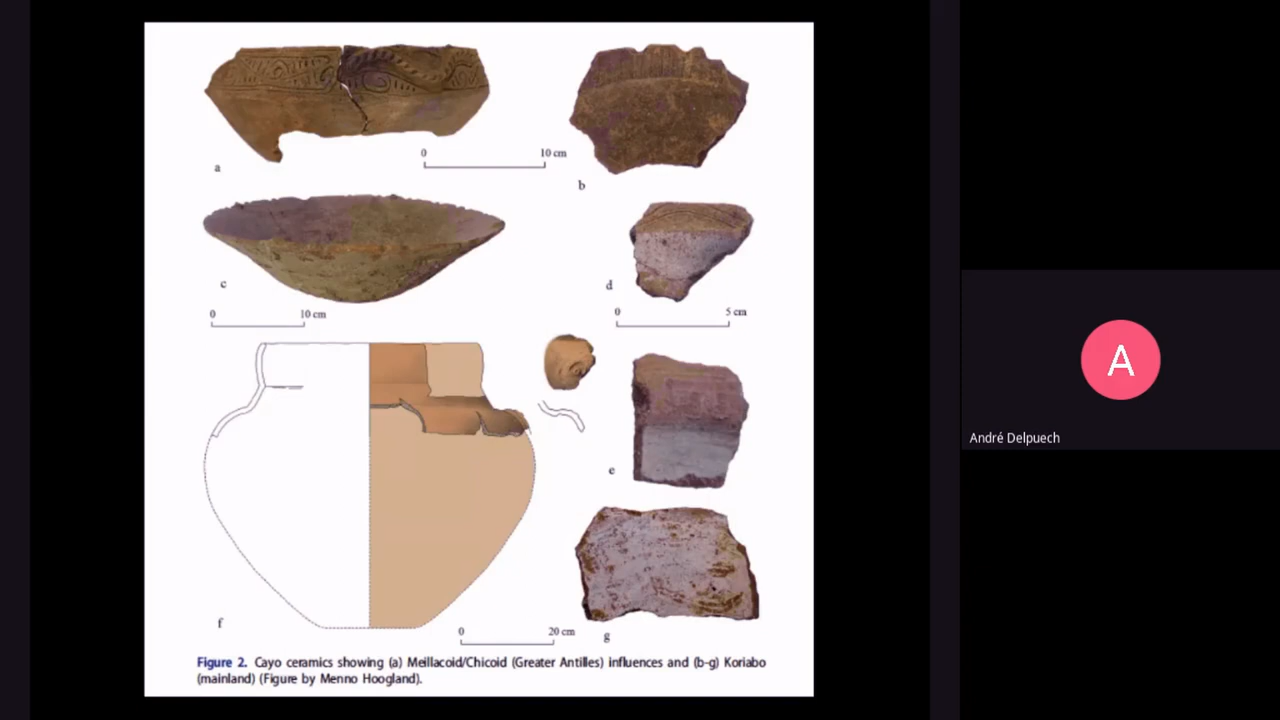 a
0 10 cm
b
c
0 10 cm
d
0 5 cm
e
f
0 20 cm
g
Figure 2. Cayo ceramics showing (a) Meillacoid/Chicoid (Greater Antilles) influences and (b-g) Koriabo
(mainland) (Figure by Menno Hoogland).
A
André Delpuech